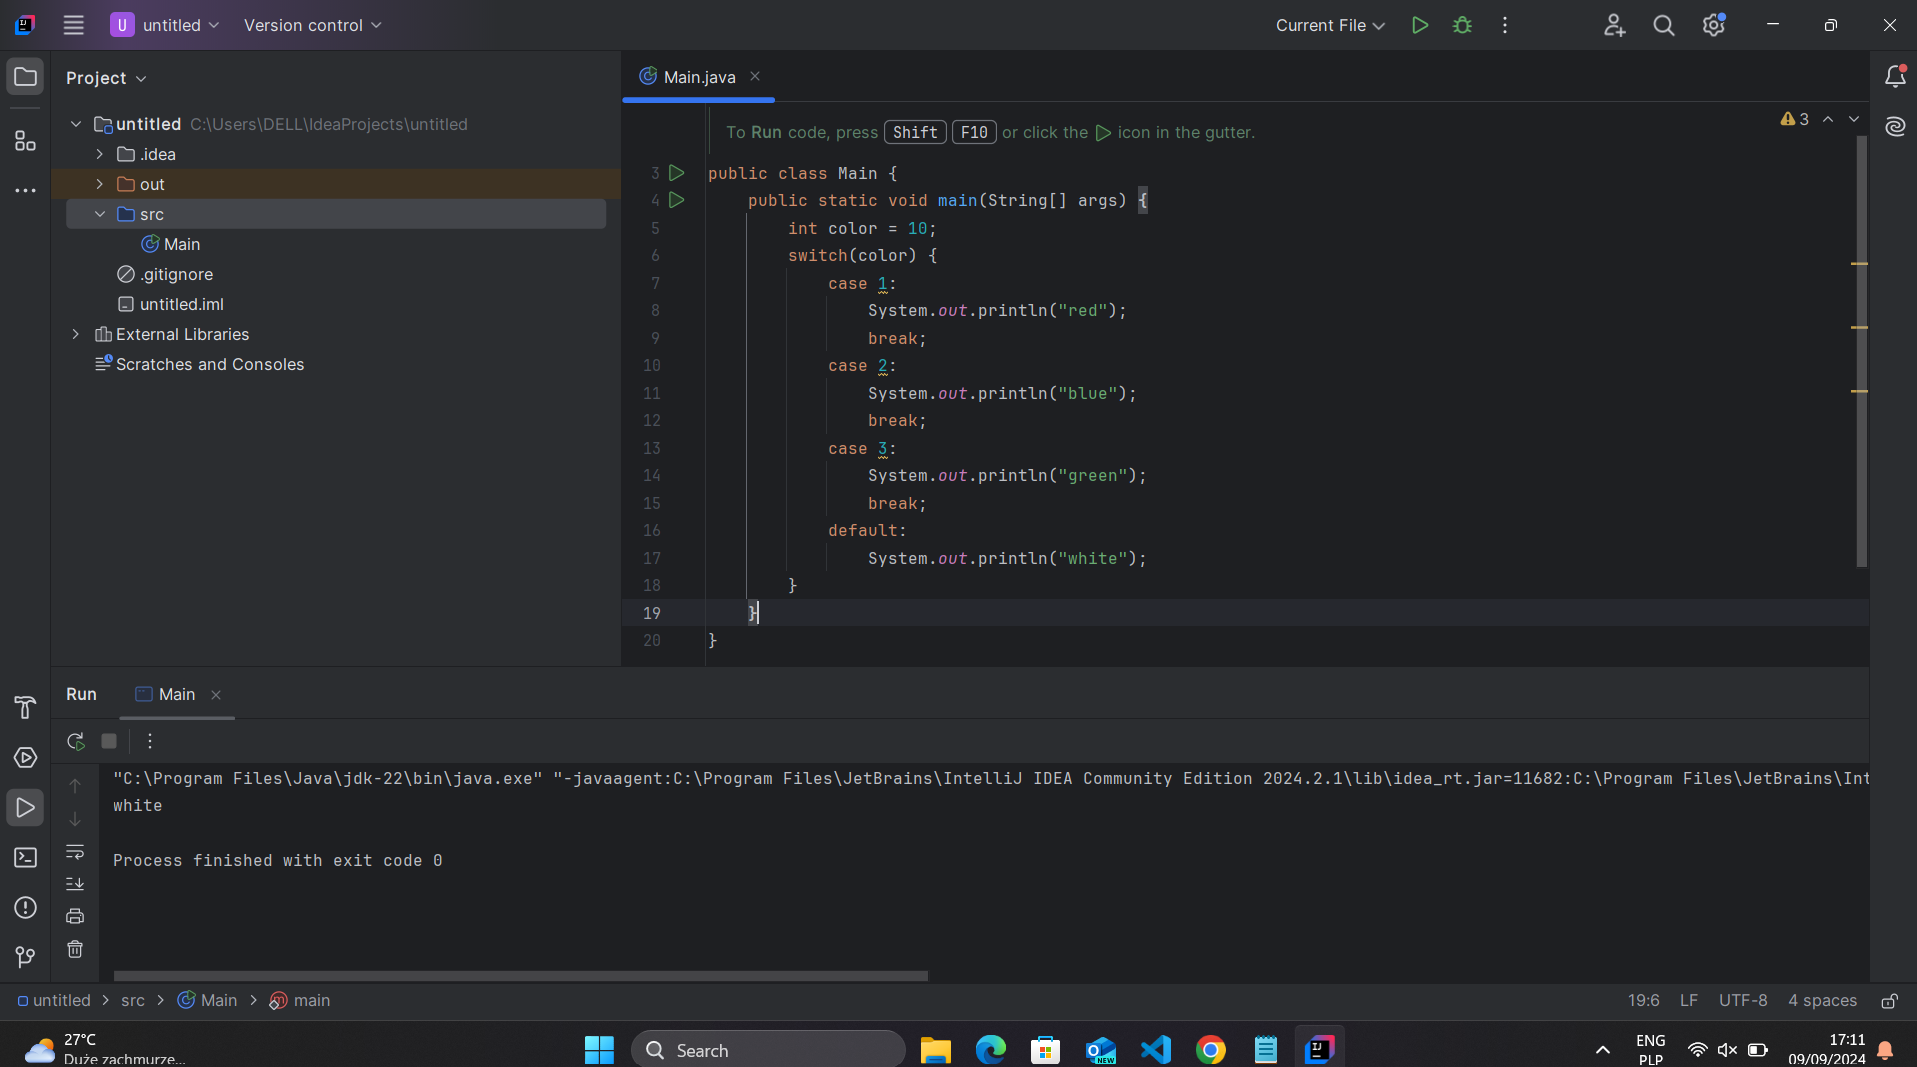 U untitled Version control Current File
Project
Main.java
untitled C:\Users\DELL\IdeaProjects\untitled
.idea
out
src
Main
.gitignore
untitled.iml
External Libraries
Scratches and Consoles
To Run code, press Shift F10 or click the icon in the gutter.
3
3 public class Main {
4 public static void main(String[] args) {
5 int color = 10;
6 switch(color) {
7 case 1:
8 System.out.println("red");
9 break;
10 case 2:
11 System.out.println("blue");
12 break;
13 case 3:
14 System.out.println("green");
15 break;
16 default:
17 System.out.println("white");
18 }
19 }
20 }
Run Main
"C:\Program Files\Java\jdk-22\bin\java.exe" "-javaagent:C:\Program Files\JetBrains\IntelliJ IDEA Community Edition 2024.2.1\lib\idea_rt.jar=11682:C:\Program Files\JetBrains\Int
white
Process finished with exit code 0
untitled > src > Main > main 19:6 LF UTF-8 4 spaces
27°C
Duże zachmurze...
Search
NEW
ENG
PLP
17:11
09/09/2024